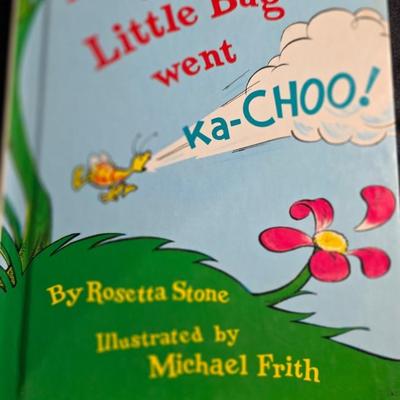 Little Bug
went
Ka-CHOO!
By Rosetta Stone
Illustrated by
Michael Frith